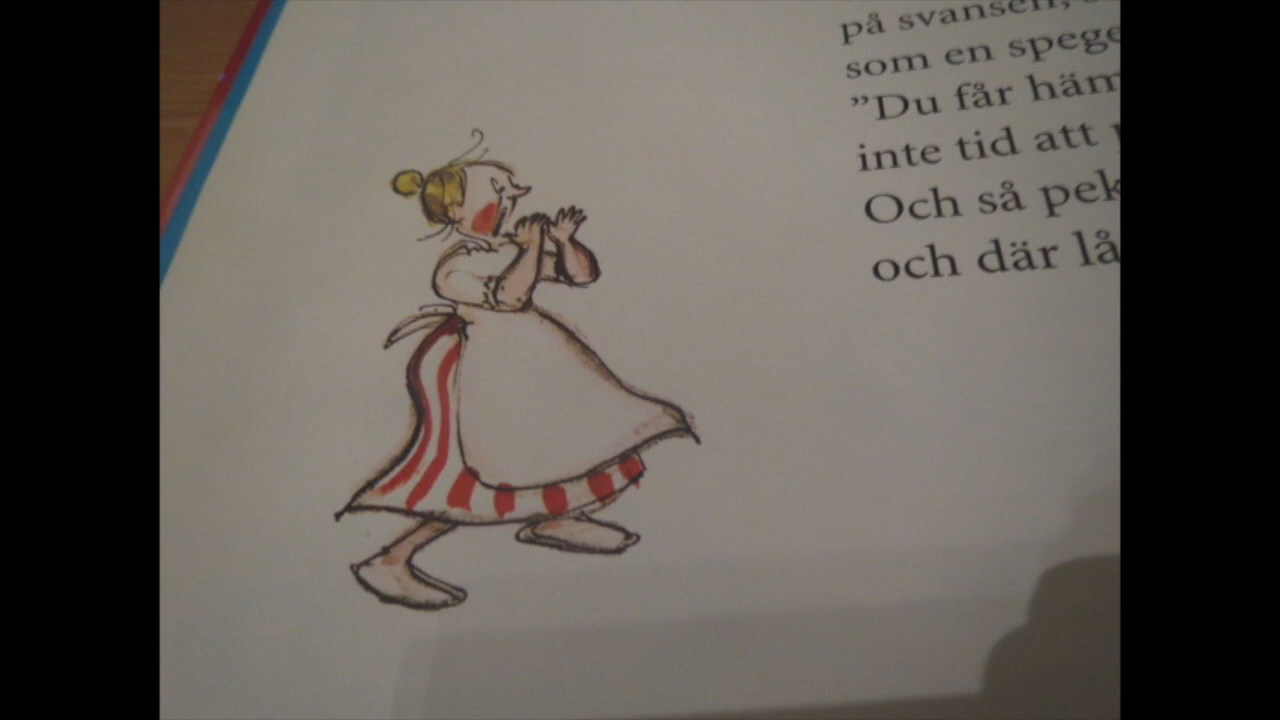 på svansen,
som en spege
”Du får häm
inte tid att
Och så pek
och där lå